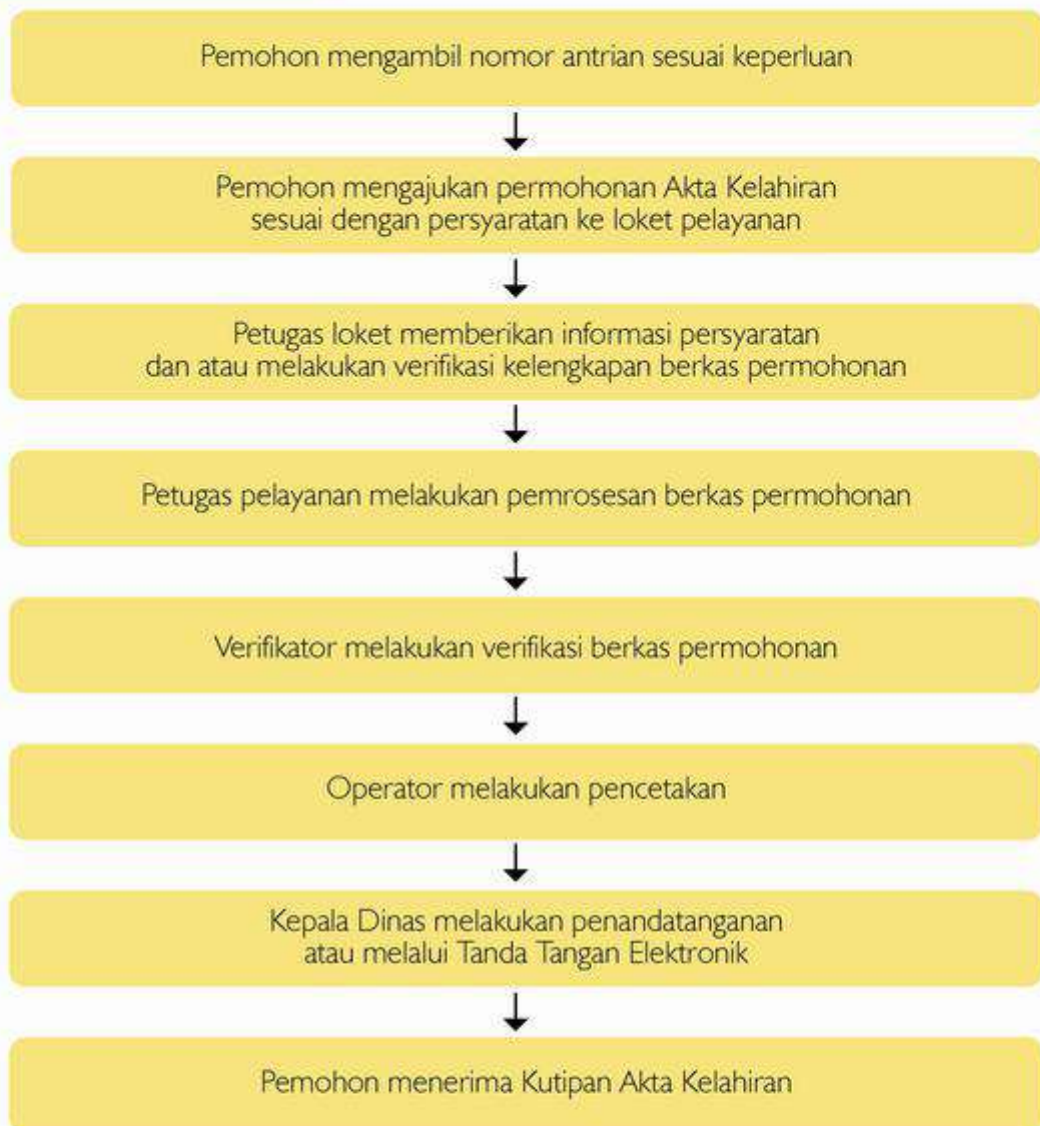 Pemohon mengambil nomor antrian sesuai keperluan
Pemohon mengajukan permohonan Akta Kelahiran
sesuai dengan persyaratan ke loket pelayanan
Petugas loket memberikan informasi persyaratan
dan atau melakukan verifikasi kelengkapan berkas permohonan
Petugas pelayanan melakukan pemrosesan berkas permohonan
Verifikator melakukan verifikasi berkas permohonan
Operator melakukan pencetakan
Kepala Dinas melakukan penandatanganan
atau melalui Tanda Tangan Elektronik
Pemohon menerima Kutipan Akta Kelahiran